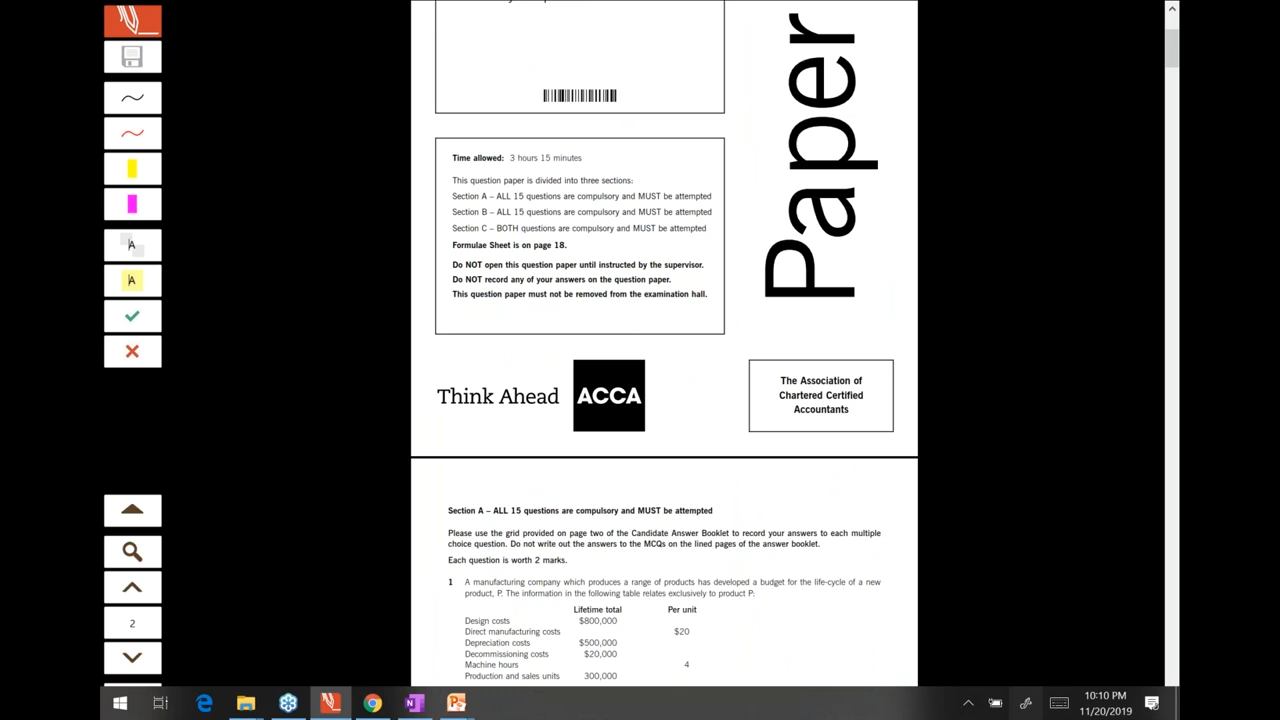 Paper
Time allowed: 3 hours 15 minutes
This question paper is divided into three sections:
Section A – ALL 15 questions are compulsory and MUST be attempted
Section B – ALL 15 questions are compulsory and MUST be attempted
Section C – BOTH questions are compulsory and MUST be attempted
Formulae Sheet is on page 18.
Do NOT open this question paper until instructed by the supervisor.
Do NOT record any of your answers on the question paper.
This question paper must not be removed from the examination hall.
Think Ahead ACCA
The Association of
Chartered Certified
Accountants
Section A – ALL 15 questions are compulsory and MUST be attempted
Please use the grid provided on page two of the Candidate Answer Booklet to record your answers to each multiple
choice question. Do not write out the answers to the MCQs on the lined pages of the answer booklet.
Each question is worth 2 marks.
1 A manufacturing company which produces a range of products has developed a budget for the life-cycle of a new
product, P. The information in the following table relates exclusively to product P:
Lifetime total Per unit
Design costs $800,000
Direct manufacturing costs $20
Depreciation costs $500,000
Decommissioning costs $20,000
Machine hours 4
Production and sales units 300,000
A
A
2
10:10 PM
11/20/2019